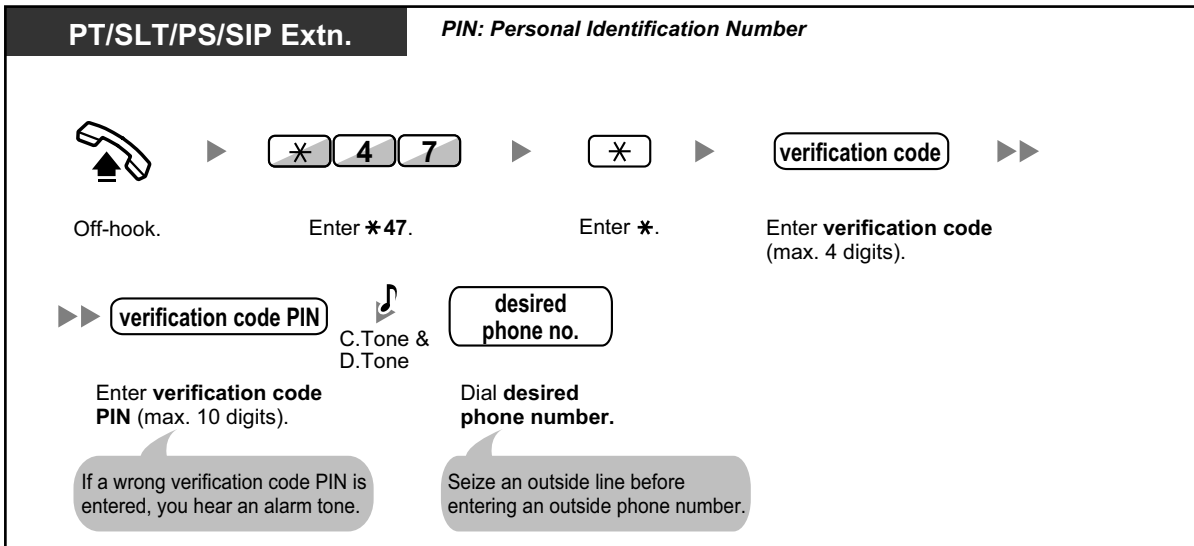 PT/SLT/PS/SIP Extn.
PIN: Personal Identification Number
* 4 7
*
verification code
Off-hook.
Enter *47.
Enter *.
Enter verification code
(max. 4 digits).
verification code PIN
C.Tone &
D.Tone
desired
phone no.
Enter verification code
PIN (max. 10 digits).
Dial desired
phone number.
If a wrong verification code PIN is
entered, you hear an alarm tone.
Seize an outside line before
entering an outside phone number.